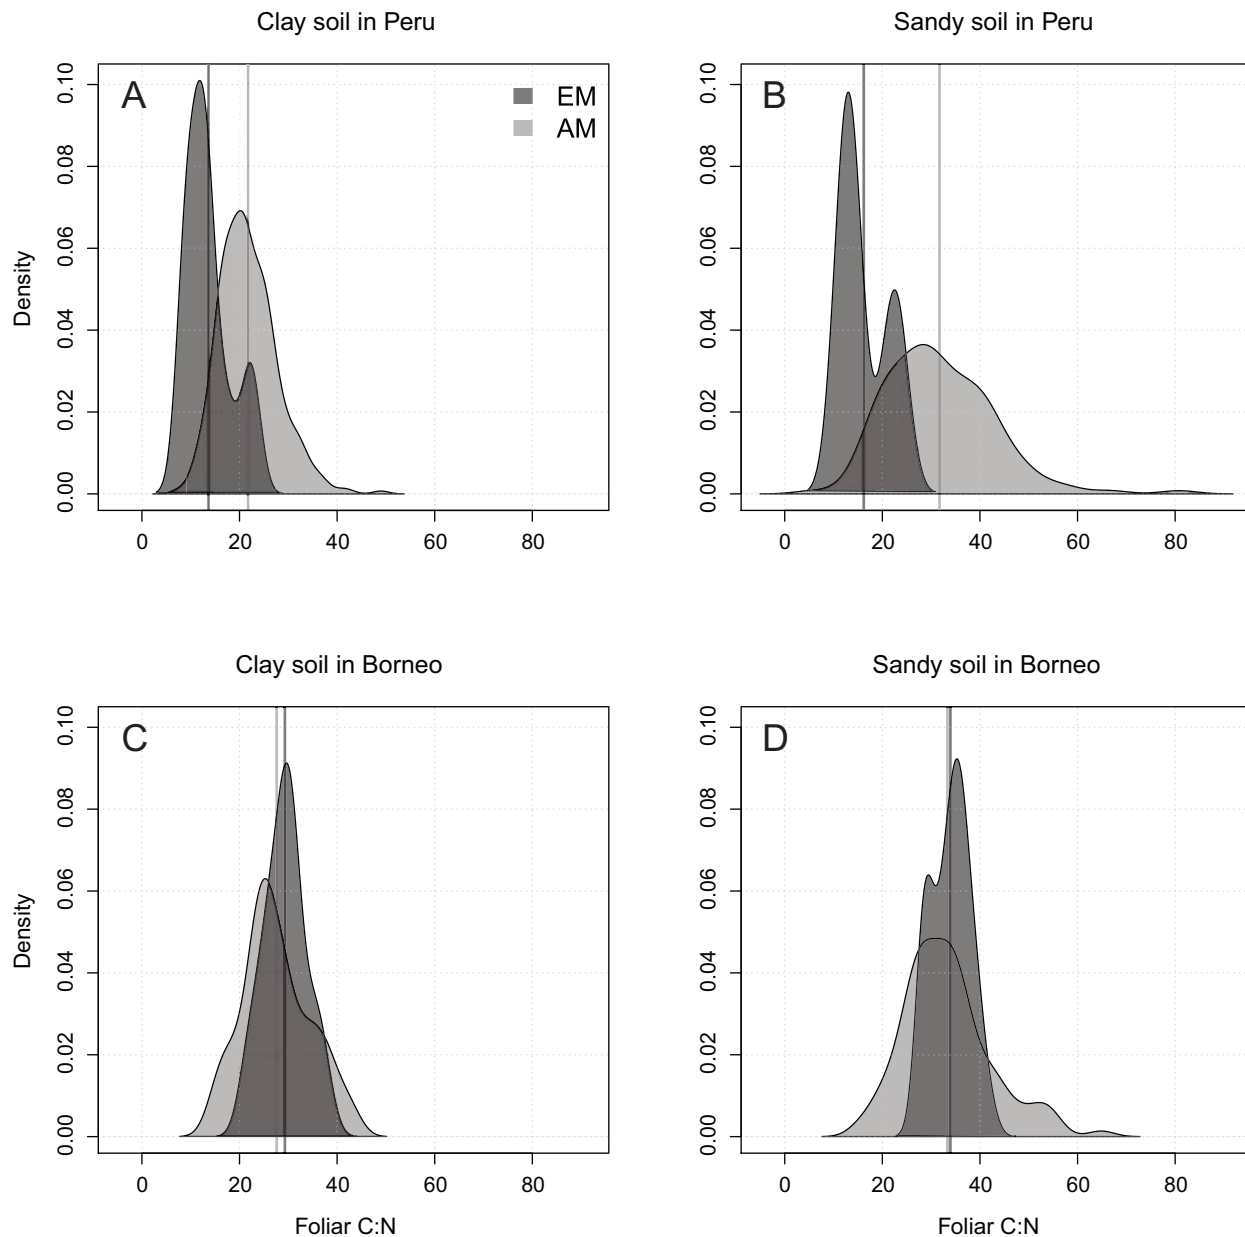 Clay soil in Peru
Sandy soil in Peru
A
EM
AM
B
Density
0.00 0.02 0.04 0.06 0.08 0.10
0.00 0.02 0.04 0.06 0.08 0.10
0 20 40 60 80
0 20 40 60 80
Clay soil in Borneo
Sandy soil in Borneo
C
D
Density
0.00 0.02 0.04 0.06 0.08 0.10
0.00 0.02 0.04 0.06 0.08 0.10
0 20 40 60 80
0 20 40 60 80
Foliar C:N
Foliar C:N